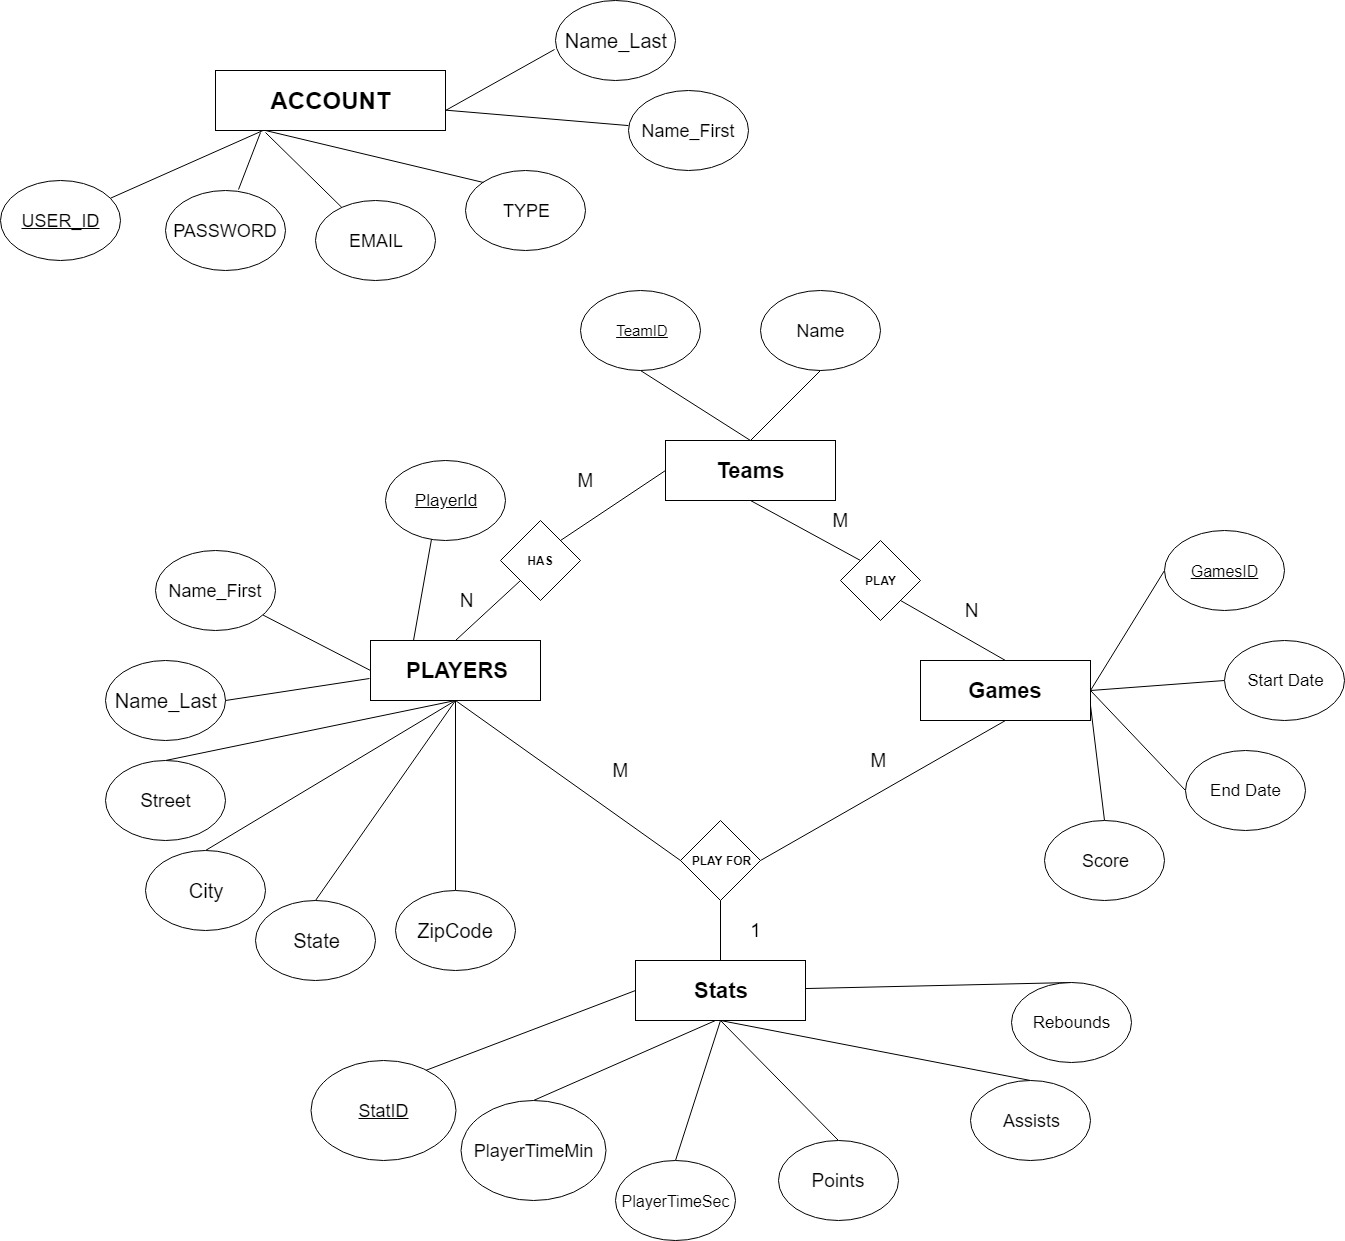 Name_Last
ACCOUNT
Name_First
USER_ID
PASSWORD
EMAIL
TYPE
TeamID
Name
Teams
M
PlayerId
M
HAS
PLAY
GamesID
Name_First
N
N
PLAYERS
Games
Start Date
Name_Last
M
M
End Date
Street
PLAY FOR
Score
City
State
ZipCode
1
Stats
Rebounds
StatID
Assists
PlayerTimeMin
Points
PlayerTimeSec